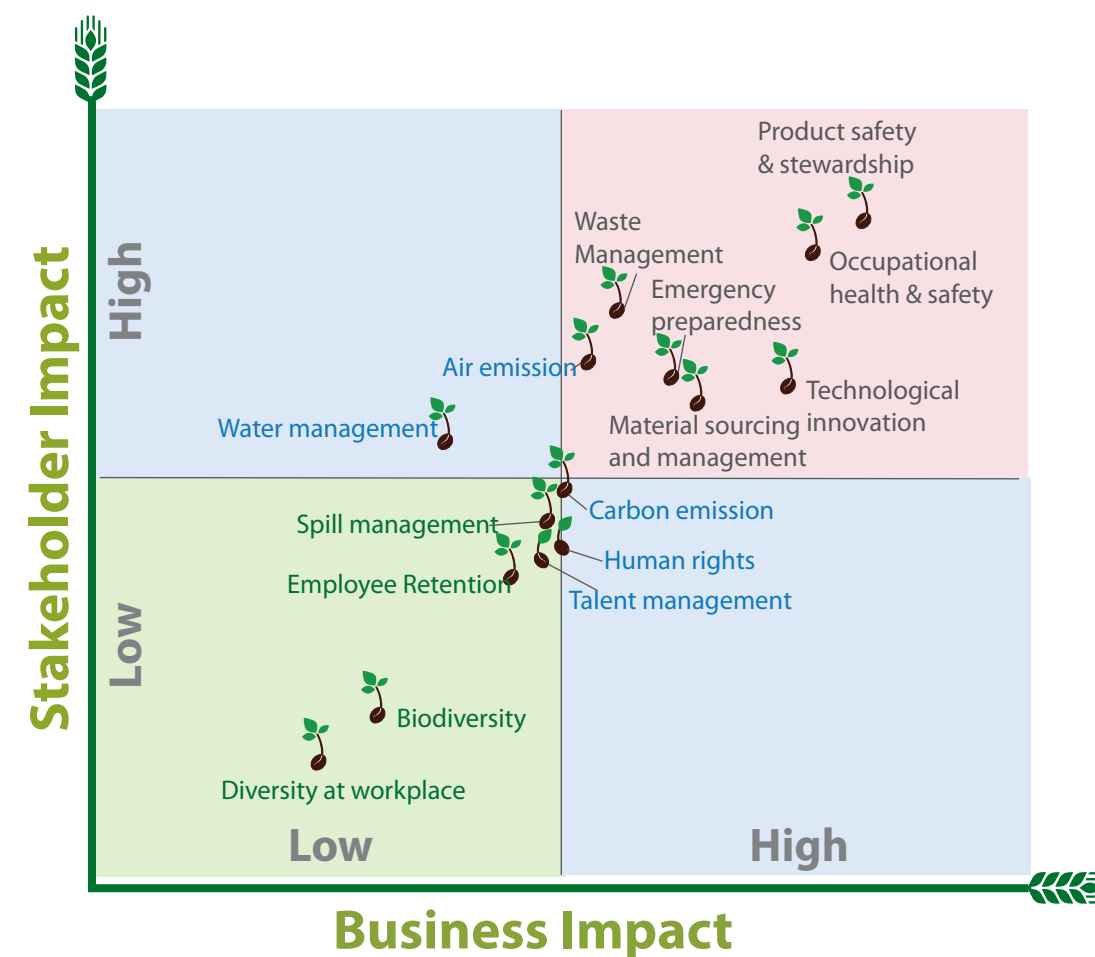 Product safety
& stewardship
Waste
Management
Occupational
health & safety
Emergency
preparedness
Air emission
Technological
innovation
Material sourcing
and management
Water management
Carbon emission
Spill management
Human rights
Employee Retention
Talent management
Biodiversity
Diversity at workplace
Stakeholder Impact
High
Low
Low
High
Business Impact